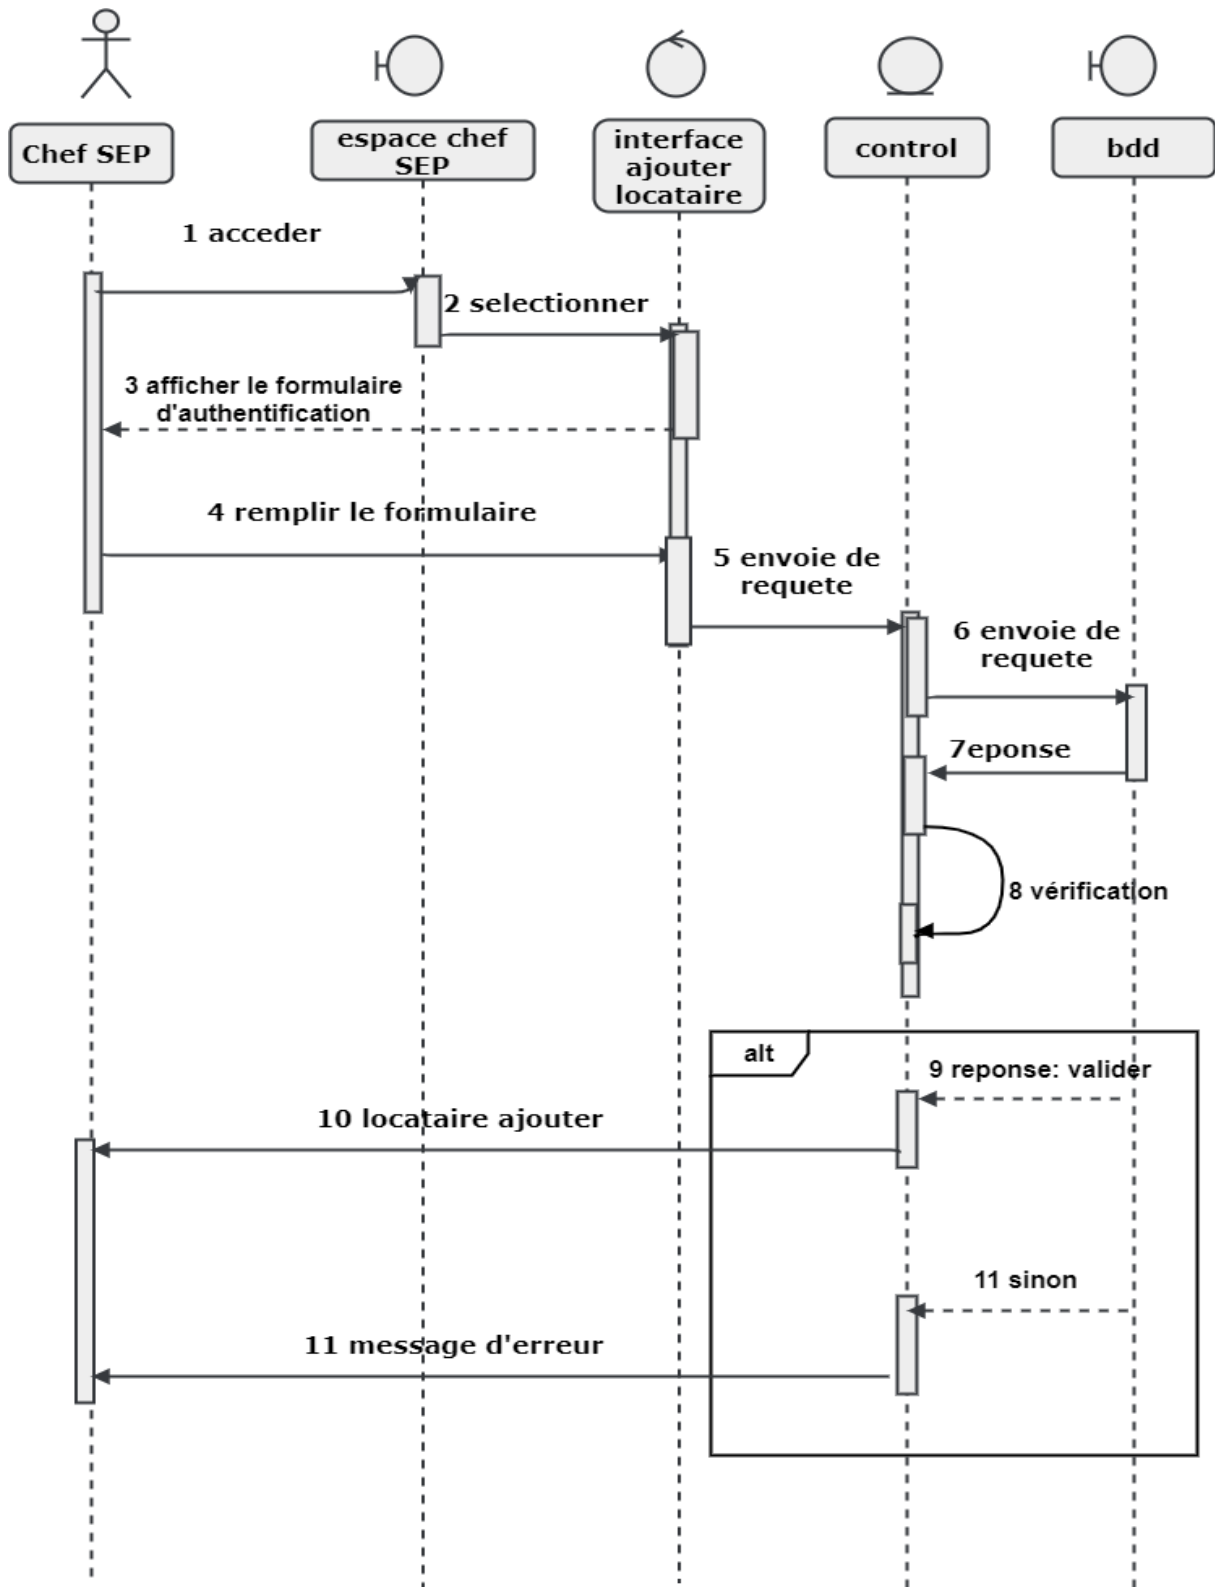 Chef SEP
espace chef
SEP
interface
ajouter
locataire
control
bdd
1 acceder
2 selectionner
3 afficher le formulaire
d'authentification
4 remplir le formulaire
5 envoie de
requete
6 envoie de
requete
7eponse
8 vérification
alt
9 reponse: valider
10 locataire ajouter
11 sinon
11 message d'erreur